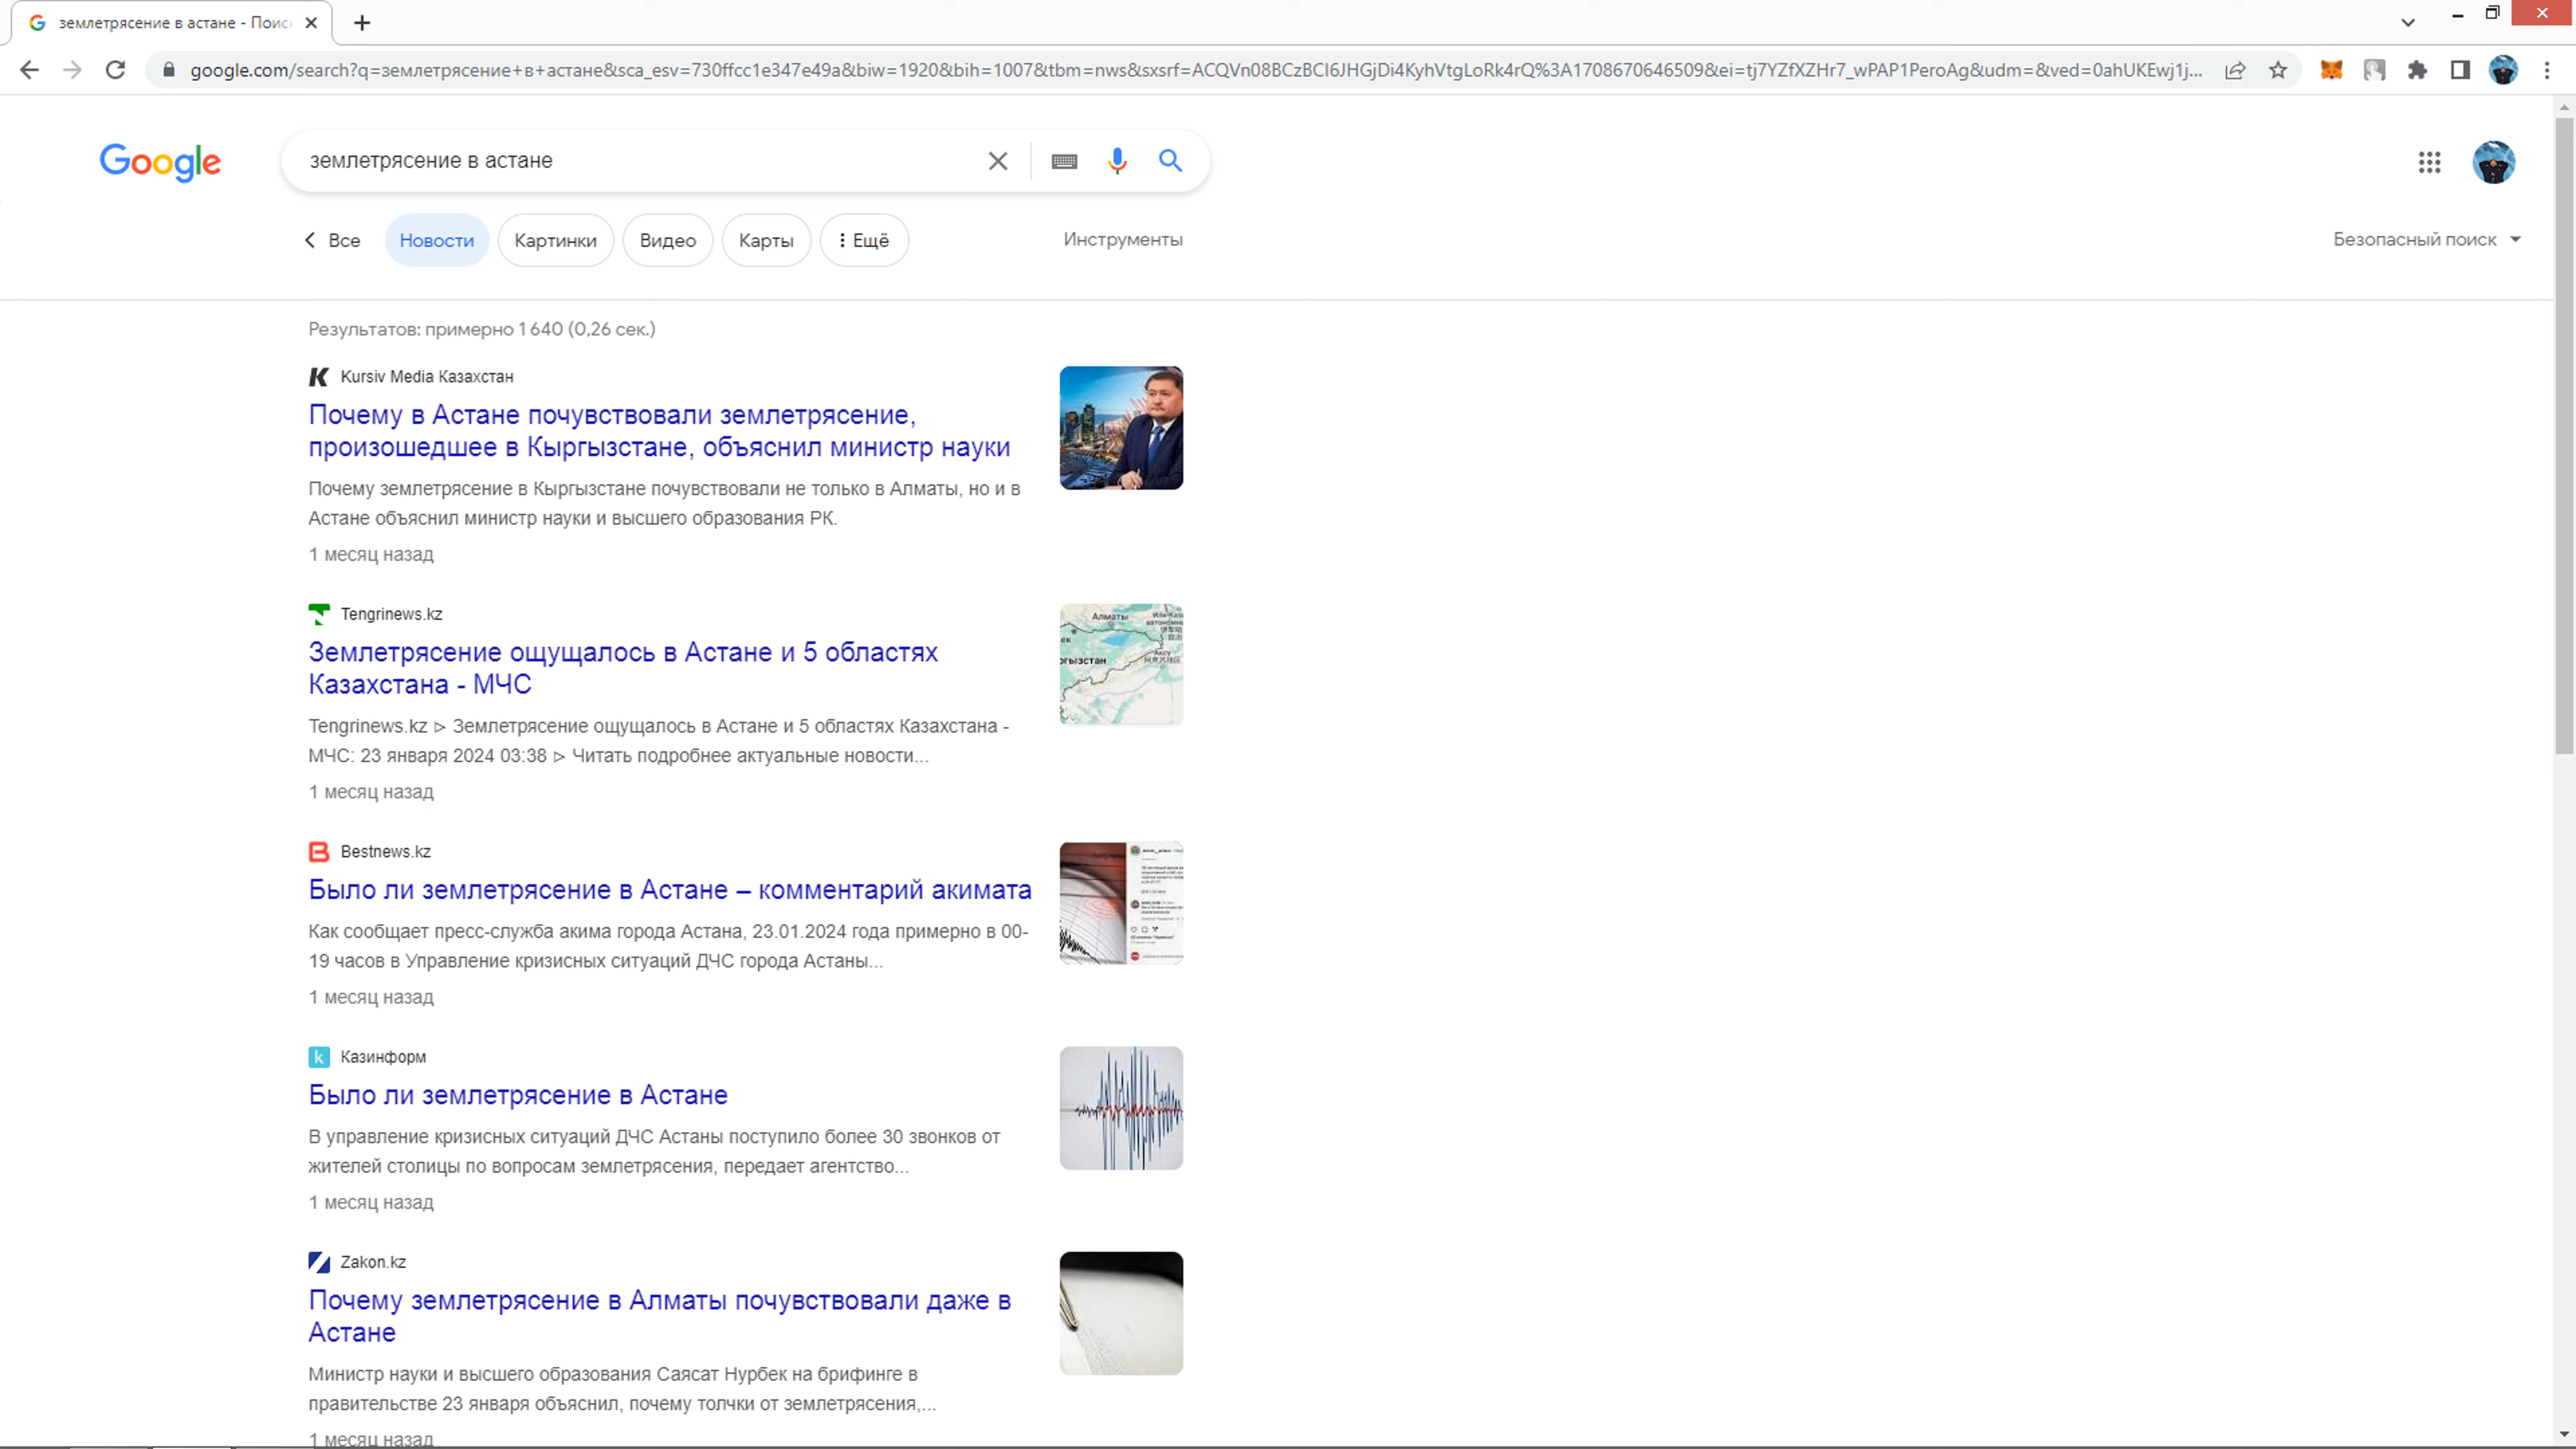 землетрясение в астане - Поис
google.com/search?q=землетрясение+в+астане&sca_esv=730ffcc1e347e49a&biw=1920&bih=1007&tbm=nws&sxsrf=ACQVn08BCzBCI6JHGjDi4KyhVtgLoRk4rQ%3A1708670646509&ei=tj7YZfXZHr7_wPAP1PeroAg&udm=&ved=0ahUKEwj1j...
Google
землетрясение в астане
Все Новости Картинки Видео Карты Ещё Инструменты Безопасный поиск
Результатов: примерно 1 640 (0,26 сек.)
Kursiv Media Казахстан
Почему в Астане почувствовали землетрясение,
произошедшее в Кыргызстане, объяснил министр науки
Почему землетрясение в Кыргызстане почувствовали не только в Алматы, но и в
Астане объяснил министр науки и высшего образования РК.
1 месяц назад
Tengrinews.kz
Землетрясение ощущалось в Астане и 5 областях
Казахстана - МЧС
Tengrinews.kz ⊳ Землетрясение ощущалось в Астане и 5 областях Казахстана -
МЧС: 23 января 2024 03:38 ⊳ Читать подробнее актуальные новости...
1 месяц назад
Алматы
Bestnews.kz
Было ли землетрясение в Астане – комментарий акимата
Как сообщает пресс-служба акима города Астана, 23.01.2024 года примерно в 00-
19 часов в Управление кризисных ситуаций ДЧС города Астаны...
1 месяц назад
k Казинформ
Было ли землетрясение в Астане
В управление кризисных ситуаций ДЧС Астаны поступило более 30 звонков от
жителей столицы по вопросам землетрясения, передает агентство...
1 месяц назад
Zakon.kz
Почему землетрясение в Алматы почувствовали даже в
Астане
Министр науки и высшего образования Саясат Нурбек на брифинге в
правительстве 23 января объяснил, почему толчки от землетрясения,...
1 месяц назад